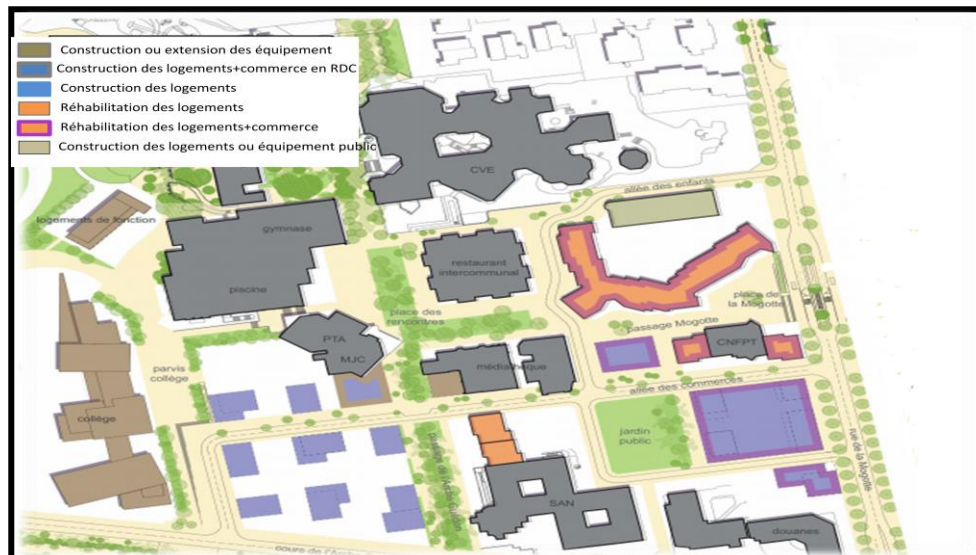 Construction ou extension des équipement
Construction des logements+commerce en RDC
Construction des logements
Réhabilitation des logements
Réhabilitation des logements+commerce
Construction des logements ou équipement public
CVE
allée des enfants
logements de fonction
gymnase
restaurant
intercommunal
piscine
place de
la Mogotte
place des
rencontres
passage Mogotte
PTA
MJC
CNFPT
parvis
collège
médiathèque
allée des commerces
collège
jardin
public
rue de la Mogotte
SAN
douanes